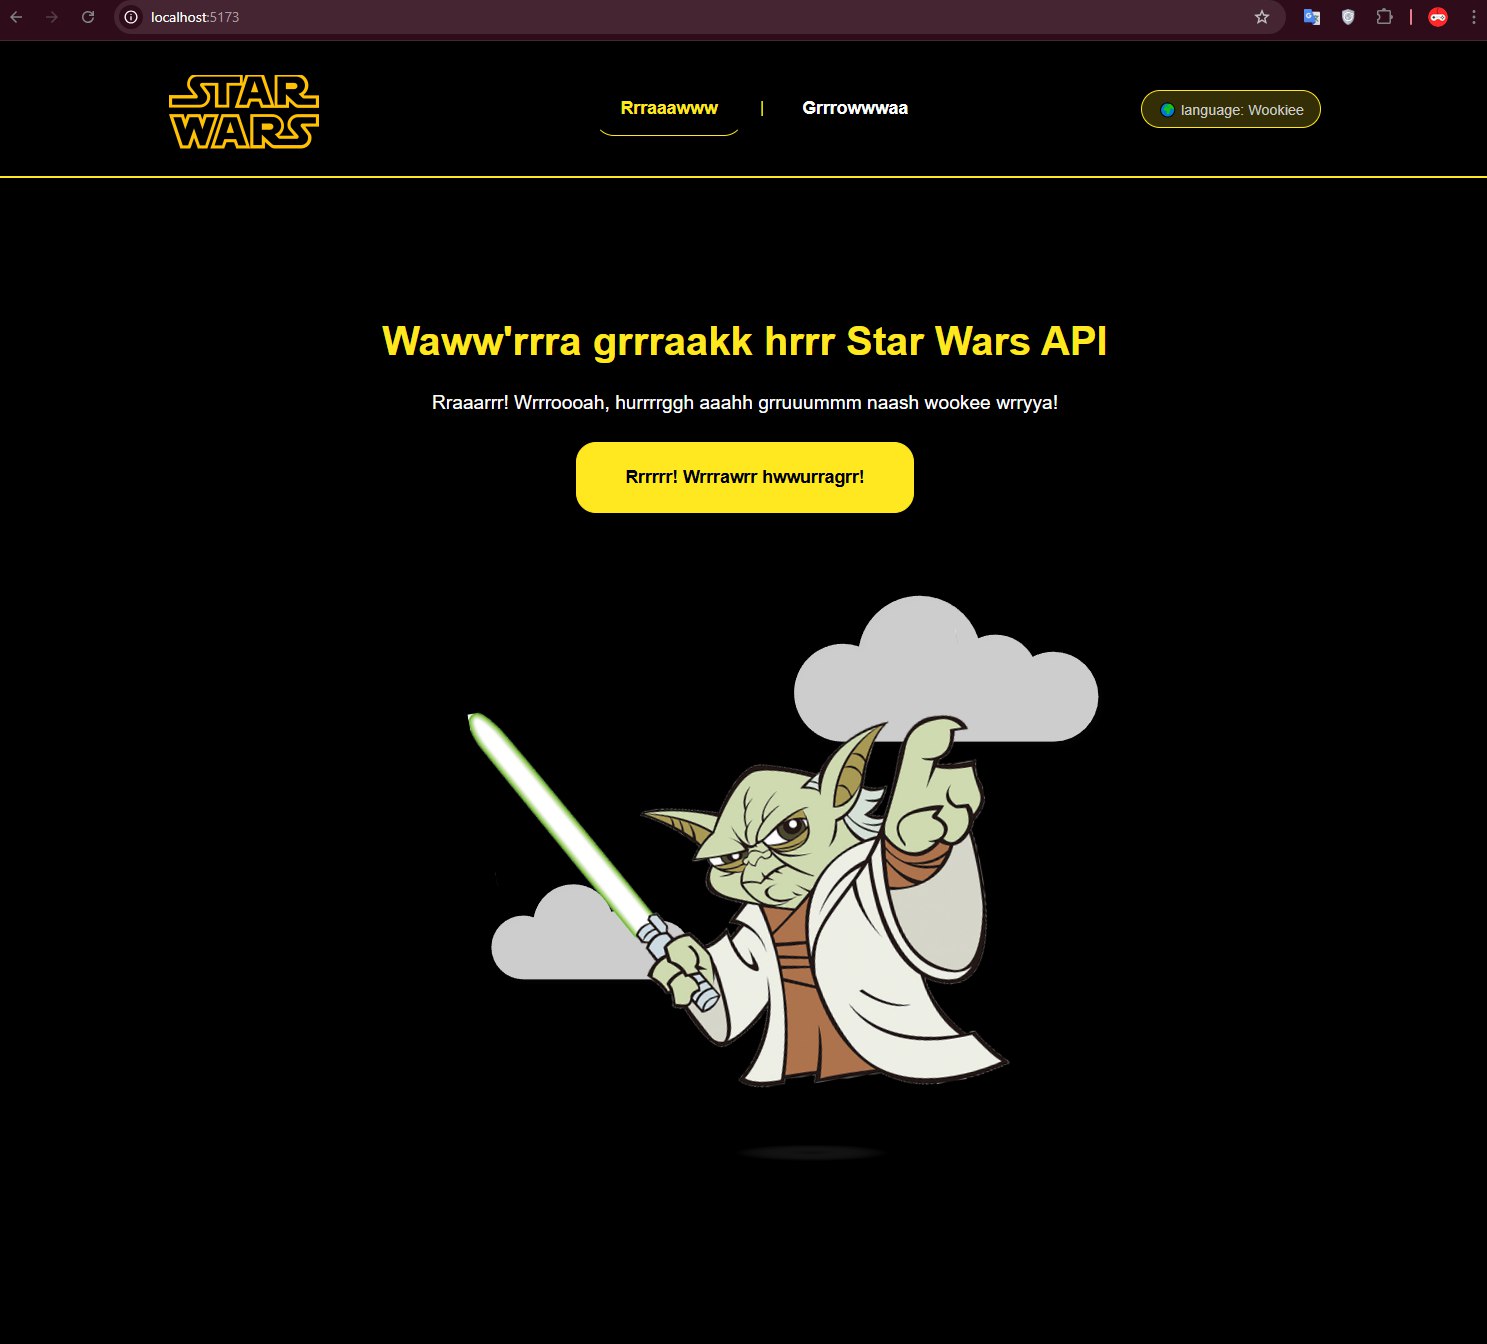 localhost:5173
STAR
WARS
Rrraaawww | Grrrowwwaa
language: Wookiee
Waww'rrra grrraakk hrrr Star Wars API
Rraaarrr! Wrrroooah, hurrrrggh aaahh grruuummm naash wookee wrryya!
Rrrrrr! Wrrrawrr hwwurragrr!